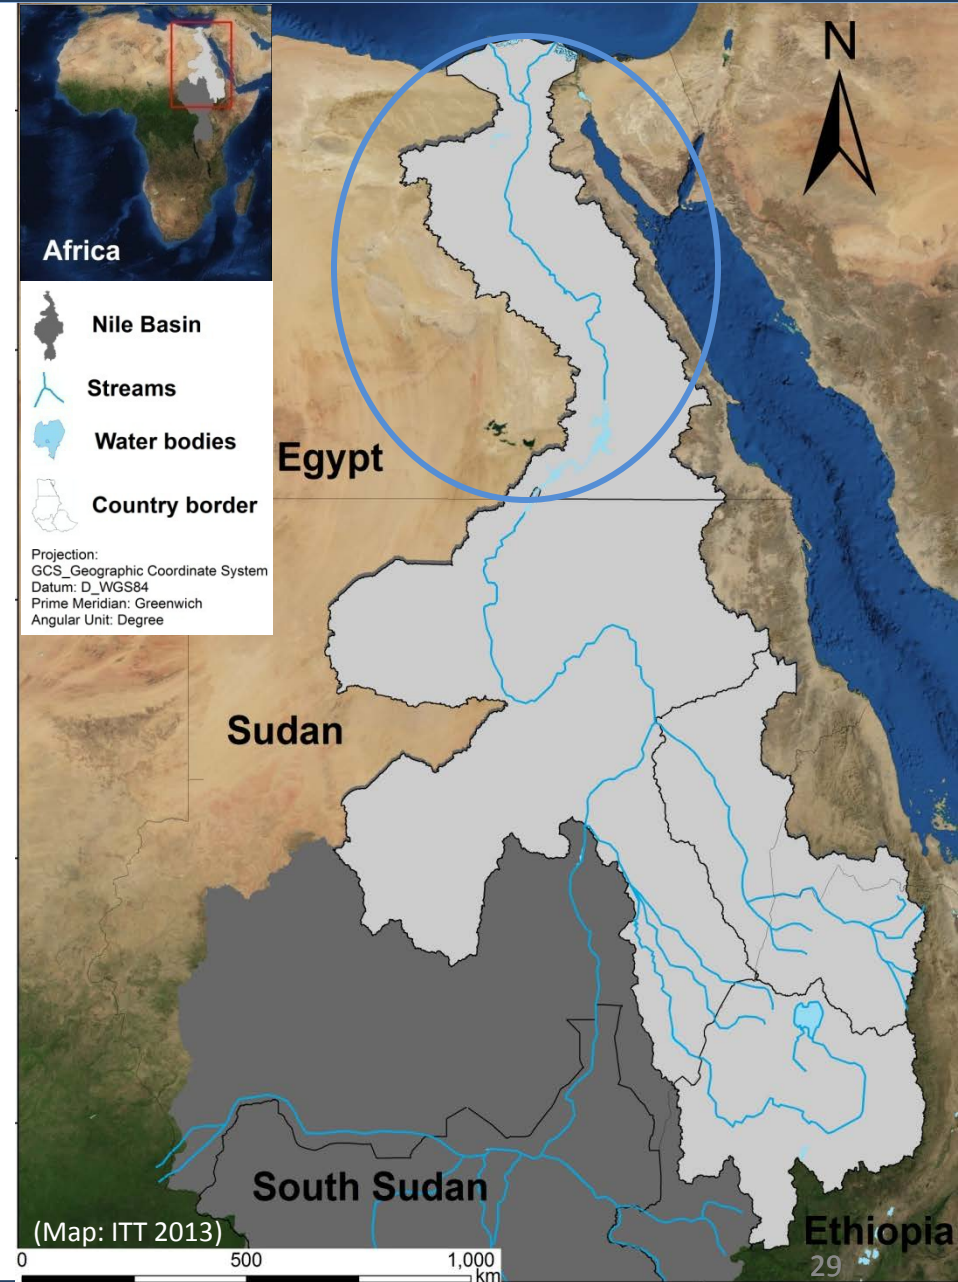 N
Africa
Nile Basin
Streams
Water bodies
Country border
Projection:
GCS_Geographic Coordinate System
Datum: D_WGS84
Prime Meridian: Greenwich
Angular Unit: Degree
Egypt
Sudan
South Sudan
Ethiopia
(Map: ITT 2013)
0 500 1,000
km
29